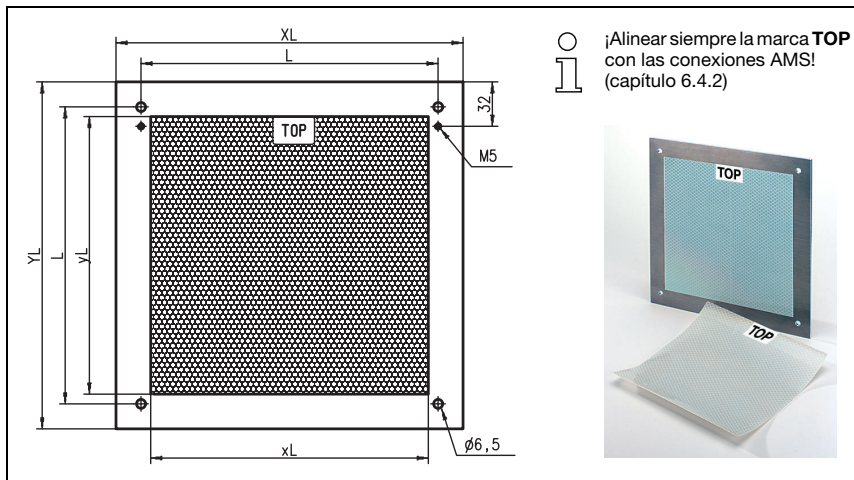 XL
L
32
TOP
M5
YL
L
yL
xL
ø6,5
¡Alinear siempre la marca TOP
con las conexiones AMS!
(capítulo 6.4.2)
TOP
TOP